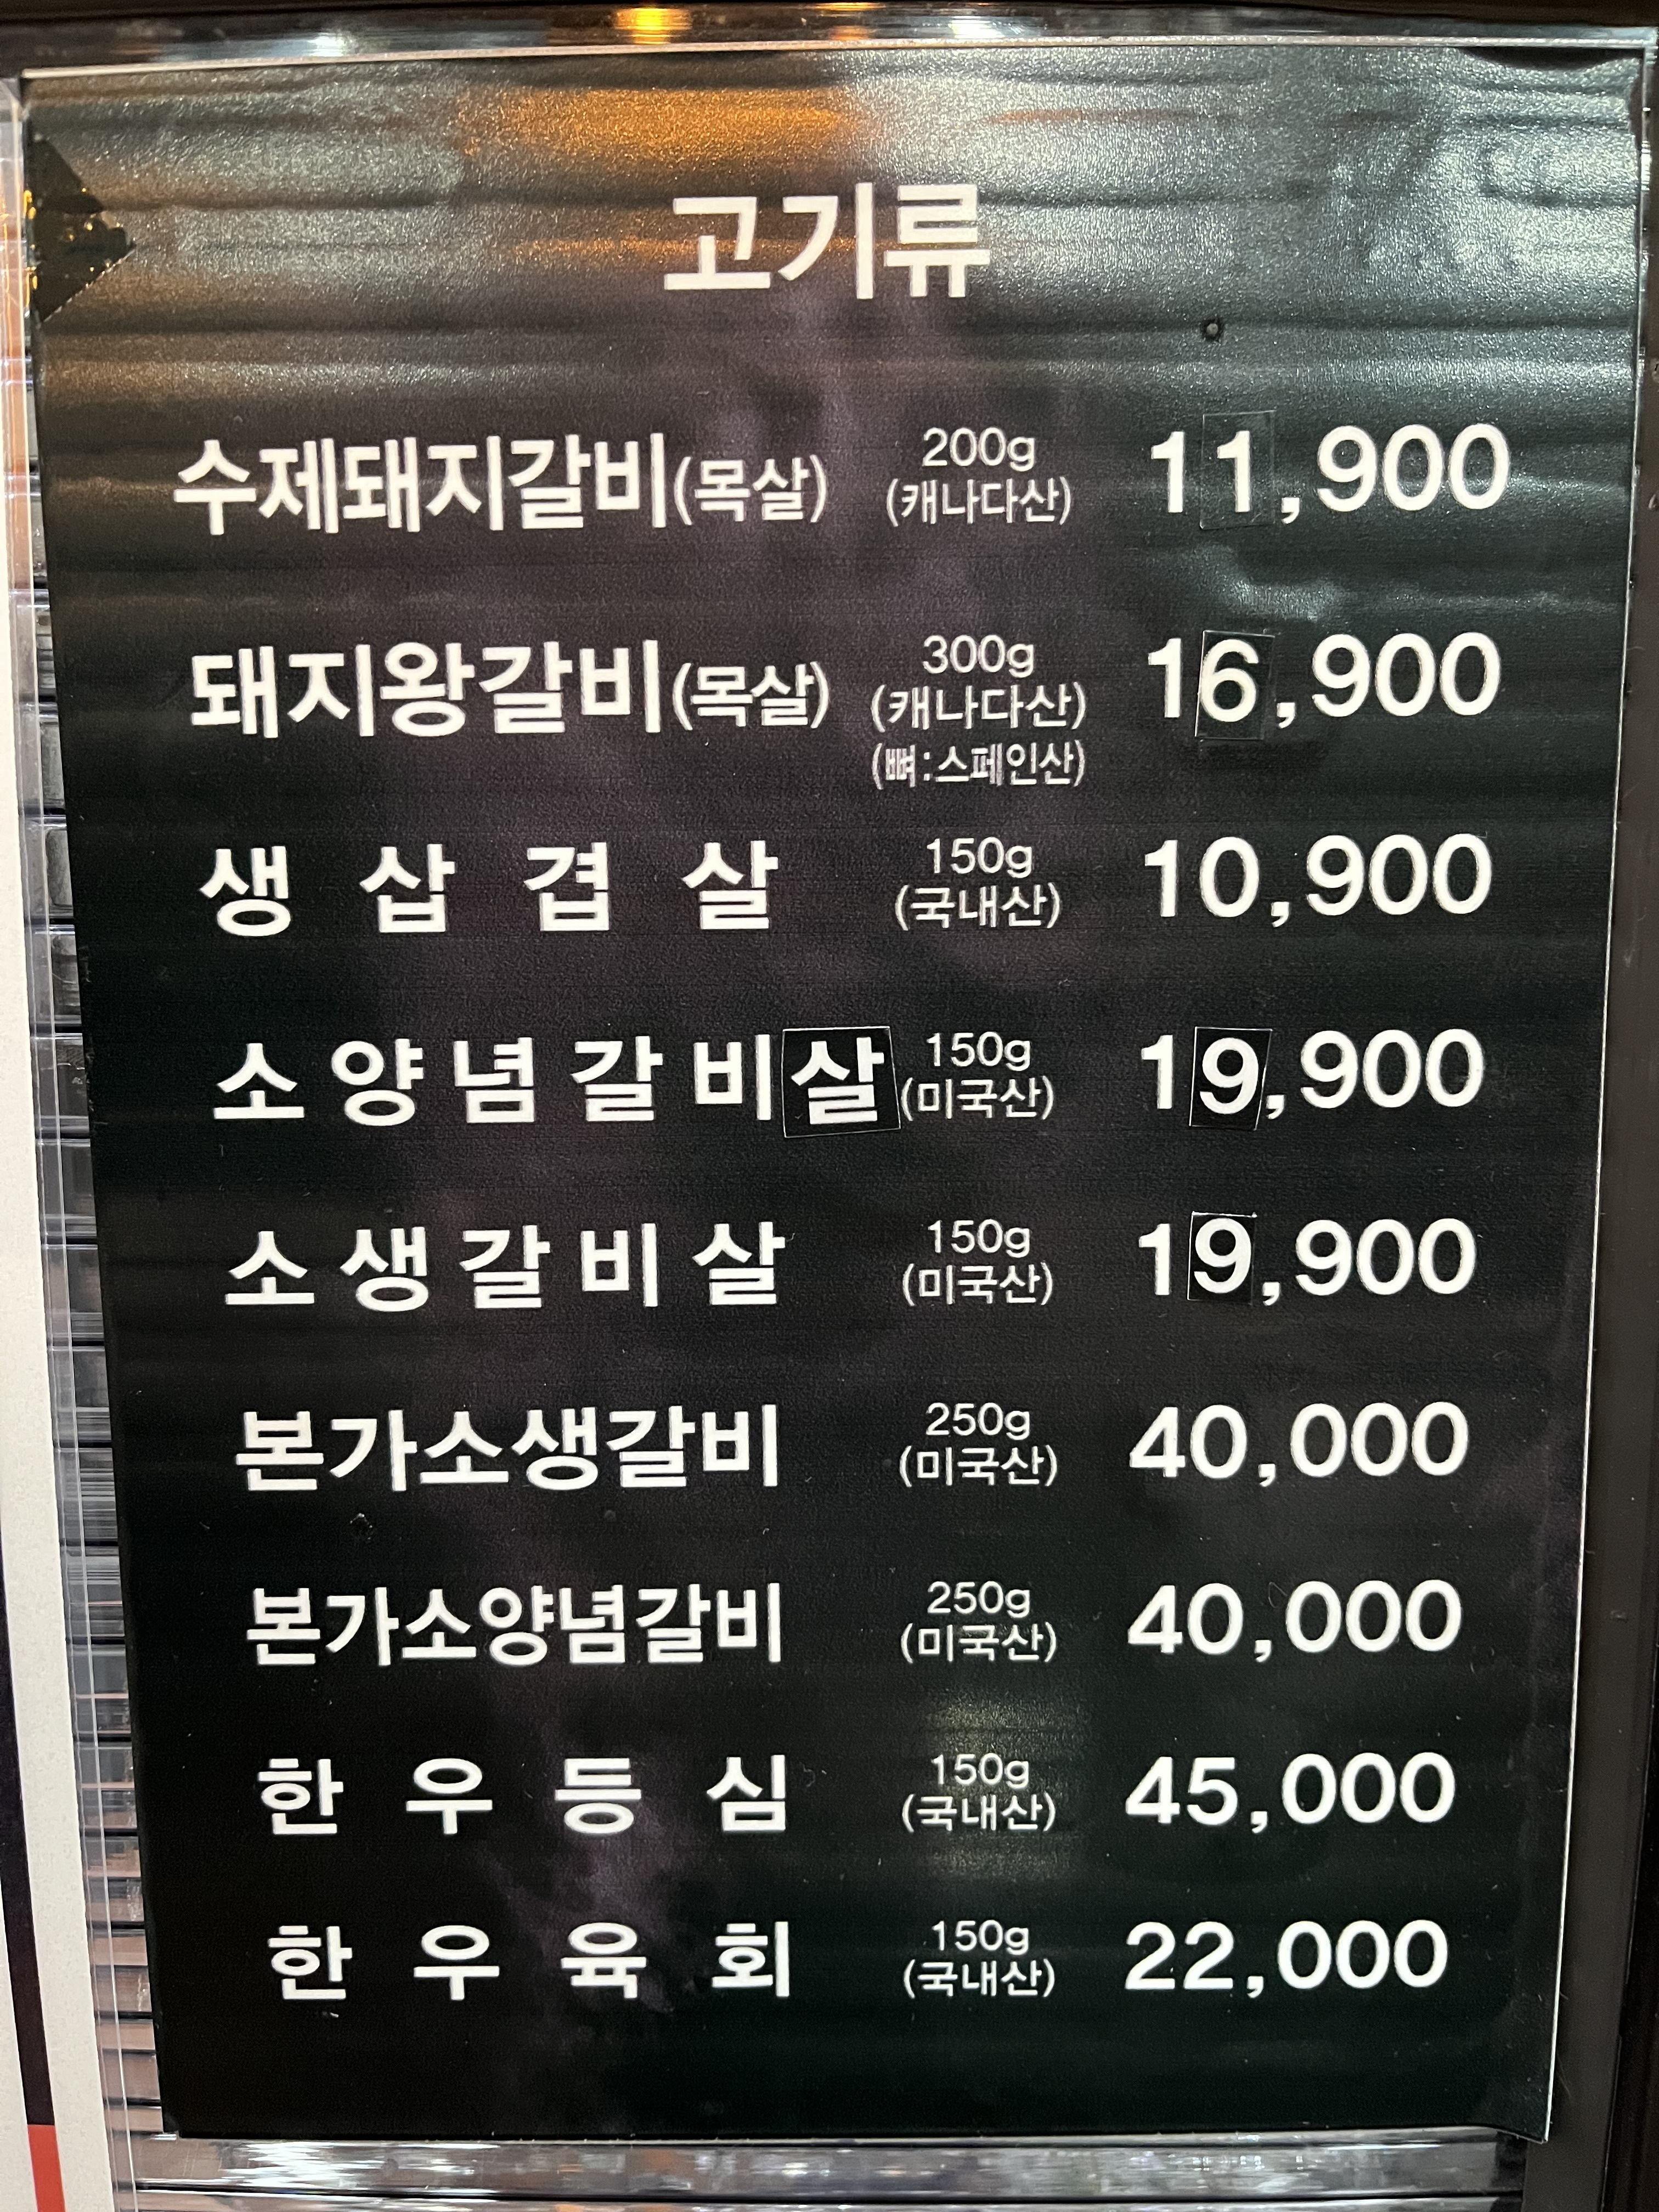 고기류
수제돼지갈비(목살) 200g (캐나다산) 11,900
돼지왕갈비(목살) 300g (캐나다산) (뼈:스페인산) 16,900
생삼겹살 150g (국내산) 10,900
소양념갈비살 150g (미국산) 19,900
소생갈비살 150g (미국산) 19,900
본가소생갈비 250g (미국산) 40,000
본가소양념갈비 250g (미국산) 40,000
한우등심 150g (국내산) 45,000
한우육회 150g (국내산) 22,000